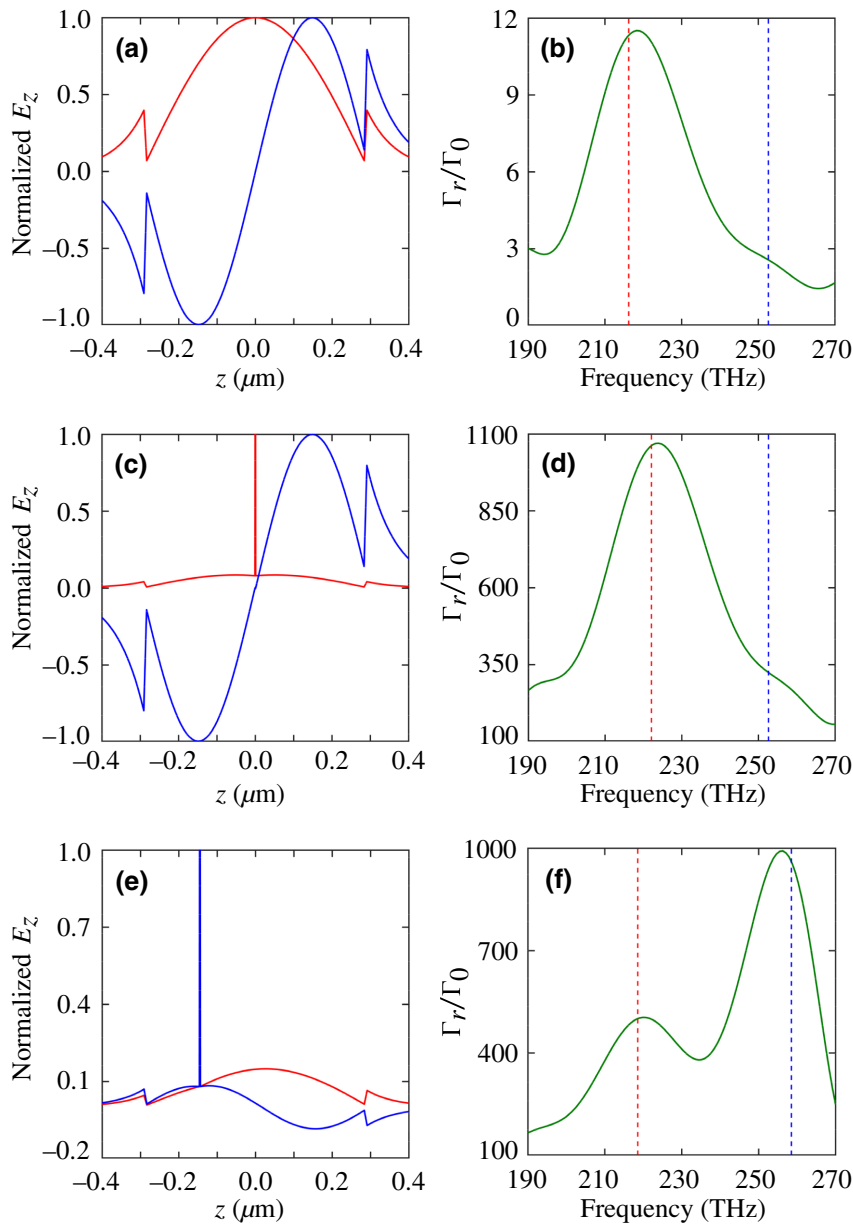 (a)
Normalized E_z
1.0
0.5
0.0
−0.5
−1.0
−0.4 −0.2 0.0 0.2 0.4
z (μm)
(b)
Γ_r/Γ_0
12
9
6
3
0
190 210 230 250 270
Frequency (THz)
(c)
Normalized E_z
1.0
0.5
0.0
−0.5
−1.0
−0.4 −0.2 0.0 0.2 0.4
z (μm)
(d)
Γ_r/Γ_0
1100
850
600
350
100
190 210 230 250 270
Frequency (THz)
(e)
Normalized E_z
1.0
0.7
0.4
0.1
−0.2
−0.4 −0.2 0.0 0.2 0.4
z (μm)
(f)
Γ_r/Γ_0
1000
700
400
100
190 210 230 250 270
Frequency (THz)